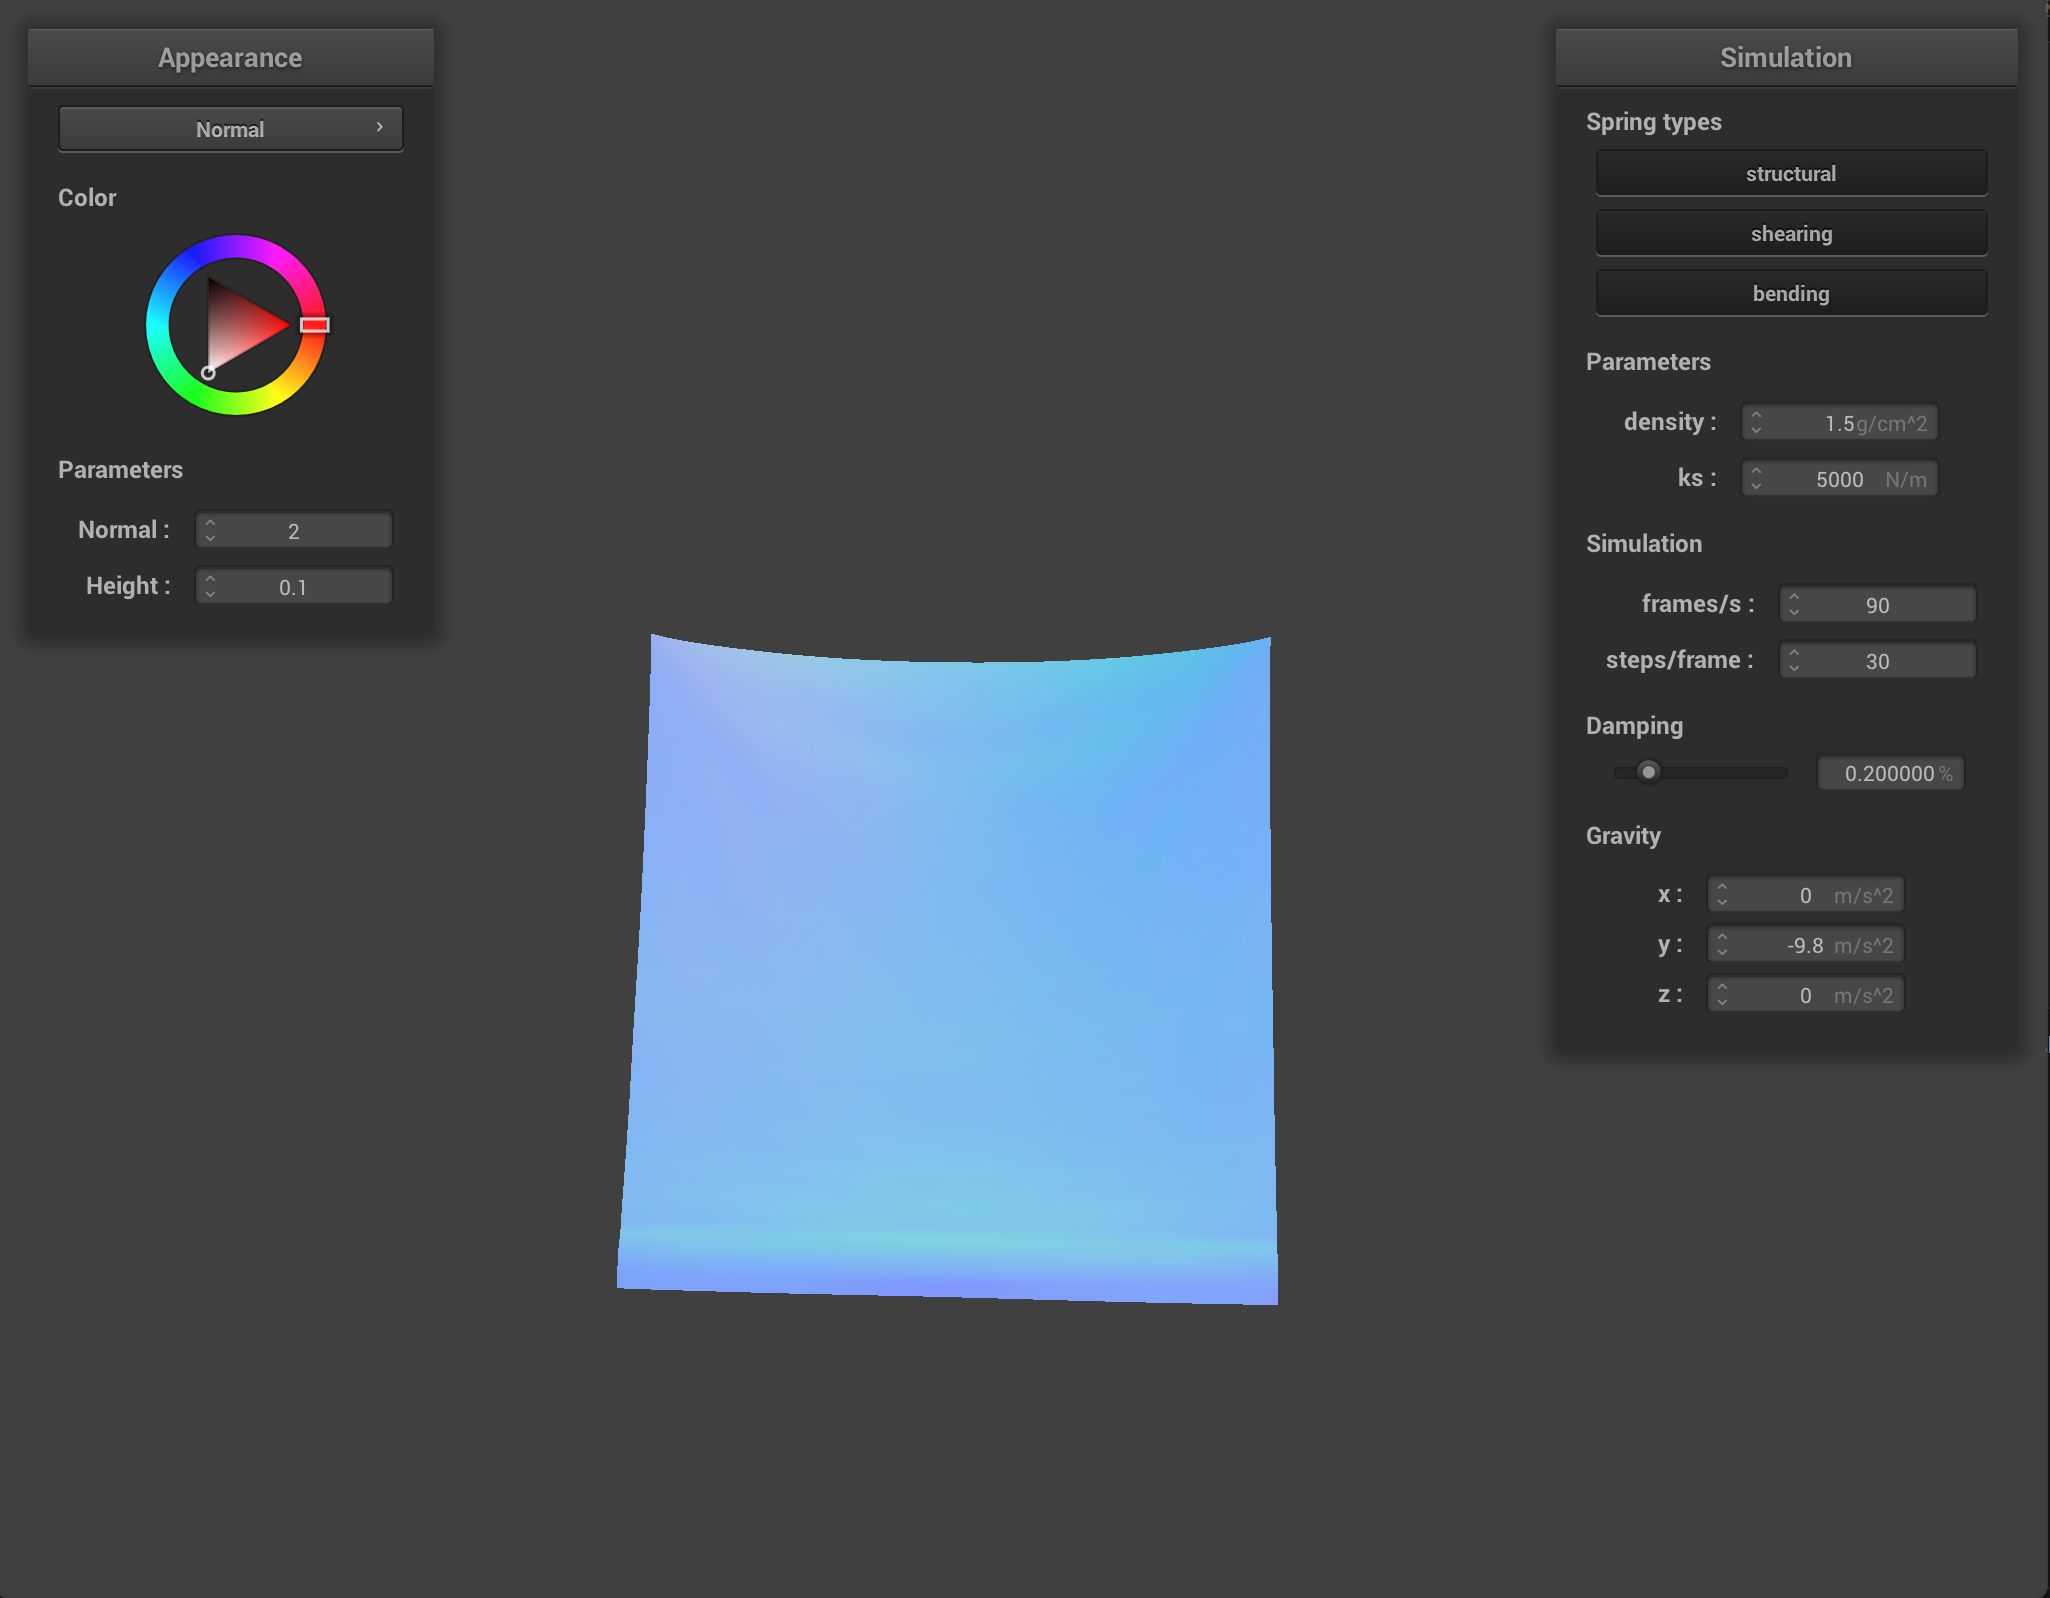 Appearance
Normal
Color
Parameters
Normal : 2
Height : 0.1
Simulation
Spring types
structural
shearing
bending
Parameters
density : 1.5 g/cm^2
ks : 5000 N/m
Simulation
frames/s : 90
steps/frame : 30
Damping
0.200000 %
Gravity
x : 0 m/s^2
y : -9.8 m/s^2
z : 0 m/s^2